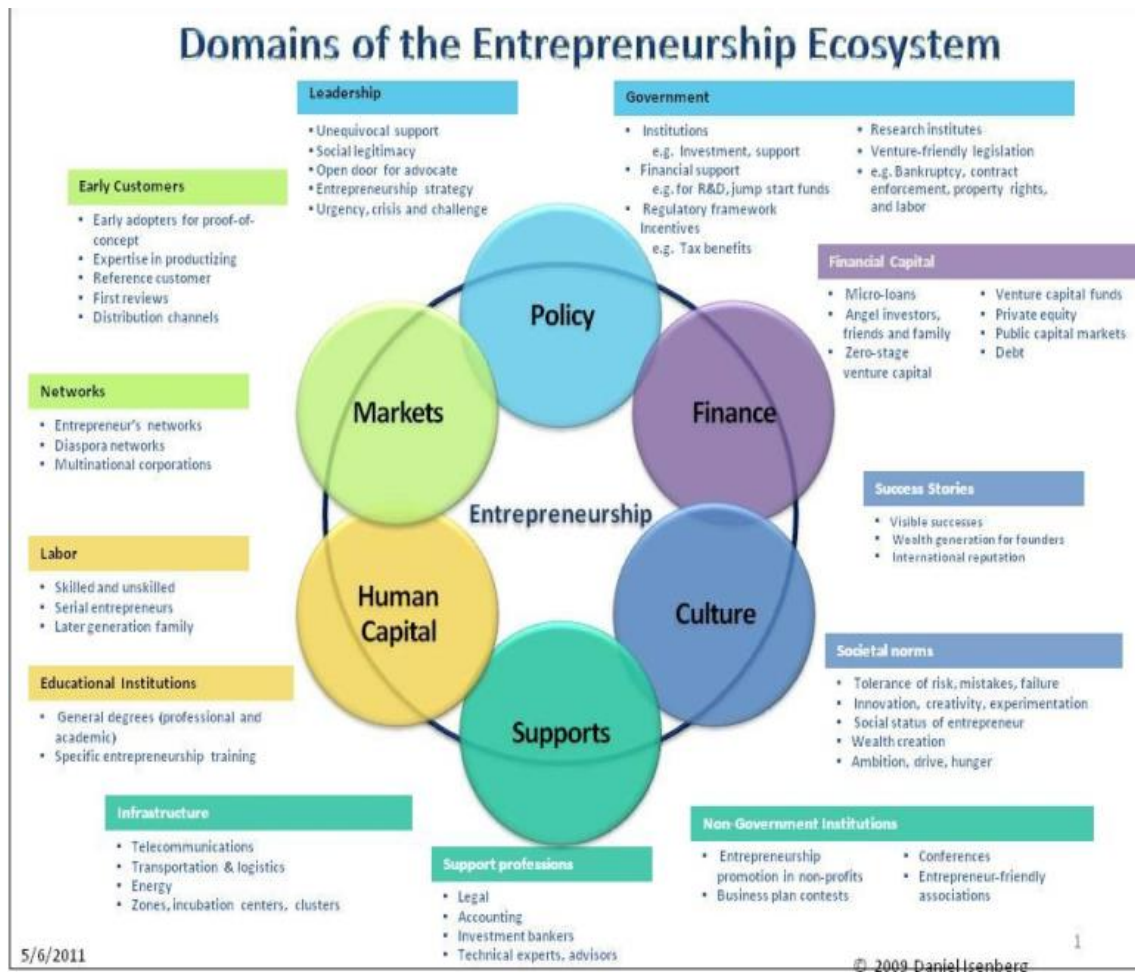 Domains of the Entrepreneurship Ecosystem
Leadership
• Unequivocal support
• Social legitimacy
• Open door for advocate
• Entrepreneurship strategy
• Urgency, crisis and challenge
Government
• Institutions
e.g. Investment, support
• Financial support
e.g. for R&D, jump start funds
• Regulatory framework
Incentives
e.g. Tax benefits
• Research institutes
• Venture-friendly legislation
• e.g. Bankruptcy, contract
enforcement, property rights,
and labor
Early Customers
• Early adopters for proof-of-
concept
• Expertise in productizing
• Reference customer
• First reviews
• Distribution channels
Financial Capital
• Micro-loans
• Angel investors,
friends and family
• Zero-stage
venture capital
• Venture capital funds
• Private equity
• Public capital markets
• Debt
Networks
• Entrepreneur's networks
• Diaspora networks
• Multinational corporations
Policy
Markets
Finance
Entrepreneurship
Human
Capital
Culture
Supports
Success Stories
• Visible successes
• Wealth generation for founders
• International reputation
Labor
• Skilled and unskilled
• Serial entrepreneurs
• Later generation family
Societal norms
• Tolerance of risk, mistakes, failure
• Innovation, creativity, experimentation
• Social status of entrepreneur
• Wealth creation
• Ambition, drive, hunger
Educational Institutions
• General degrees (professional and
academic)
• Specific entrepreneurship training
Infrastructure
• Telecommunications
• Transportation & logistics
• Energy
• Zones, incubation centers, clusters
Support professions
• Legal
• Accounting
• Investment bankers
• Technical experts, advisors
Non-Government Institutions
• Entrepreneurship
promotion in non-profits
• Business plan contests
• Conferences
• Entrepreneur-friendly
associations
5/6/2011
1
© 2009 Daniel Isenberg